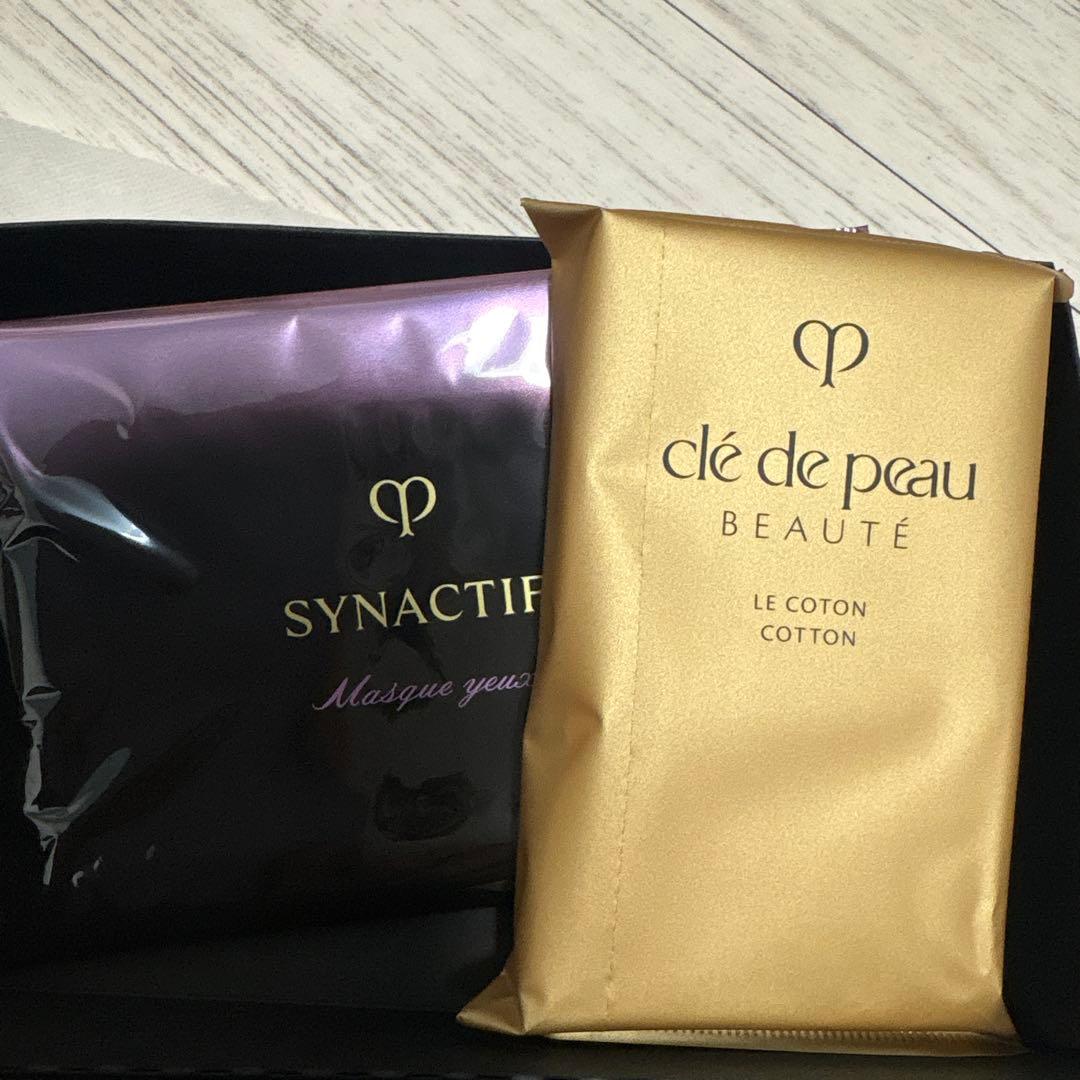 SYNACTIF
Masque yeux
clé de peau
BEAUTÉ
LE COTON
COTTON